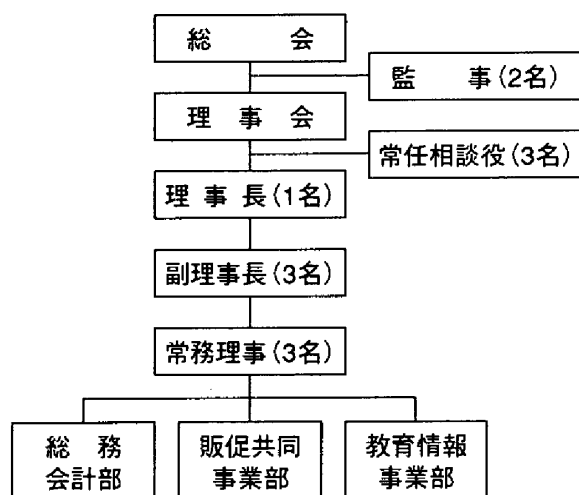 総会
監事(2名)
理事会
常任相談役(3名)
理事長(1名)
副理事長(3名)
常務理事(3名)
総務
会計部
販促共同
事業部
教育情報
事業部